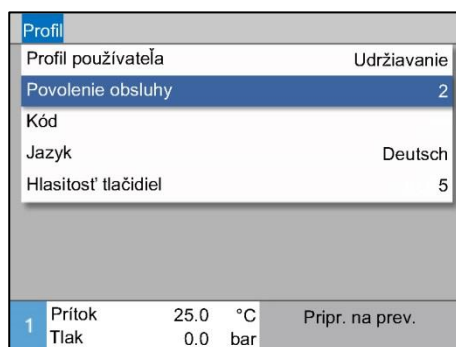 Profil
Profil používateľa Udržiavanie
Povolenie obsluhy 2
Kód
Jazyk Deutsch
Hlasitosť tlačidiel 5
1 Prítok 25.0 °C Pripr. na prev.
Tlak 0.0 bar